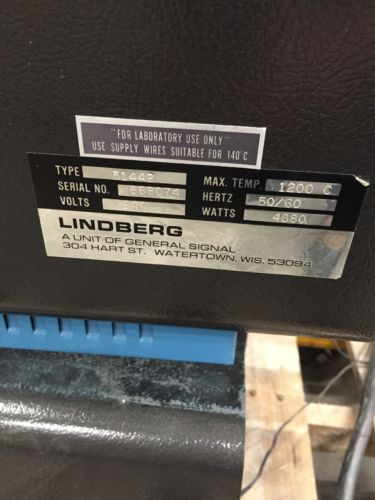 "FOR LABORATORY USE ONLY"
USE SUPPLY WIRES SUITABLE FOR 140°C
TYPE 51442 MAX. TEMP. 1200 C
SERIAL NO. 868074 HERTZ 50/60
VOLTS WATTS 4880
LINDBERG
A UNIT OF GENERAL SIGNAL
304 HART ST. WATERTOWN, WIS. 53094